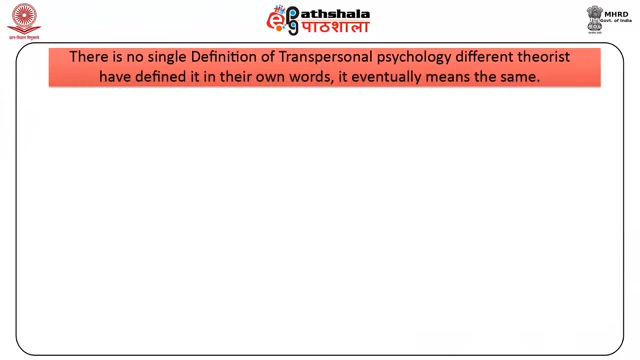 Pathshala
पाठशाला
MHRD
Govt. of India
There is no single Definition of Transpersonal psychology different theorist
have defined it in their own words, it eventually means the same.